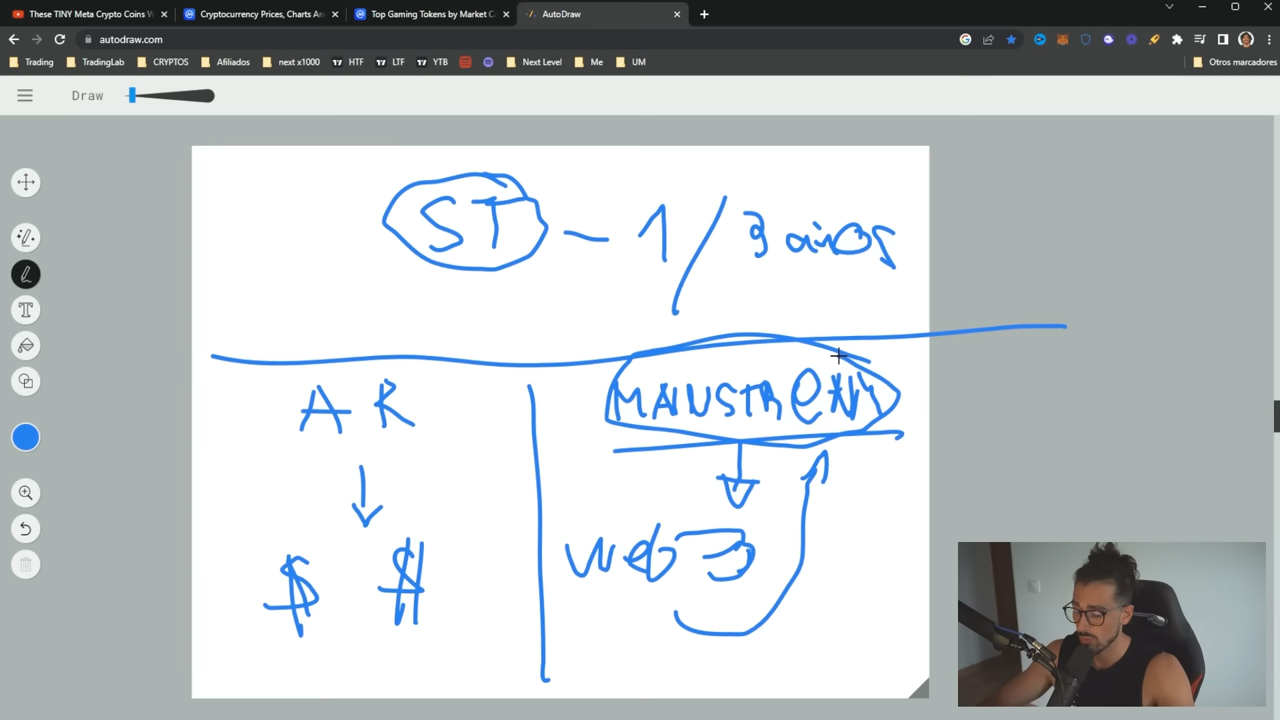 These TINY Meta Crypto Coins W
Cryptocurrency Prices, Charts An
Top Gaming Tokens by Market C
AutoDraw
autodraw.com
Trading
TradingLab
CRYPTOS
Afiliados
next x1000
HTF
LTF
YTB
Next Level
Me
UM
Otros marcadores
Draw
ST – 1/3 años
A R
MAINSTREAM
$ $
Web 3